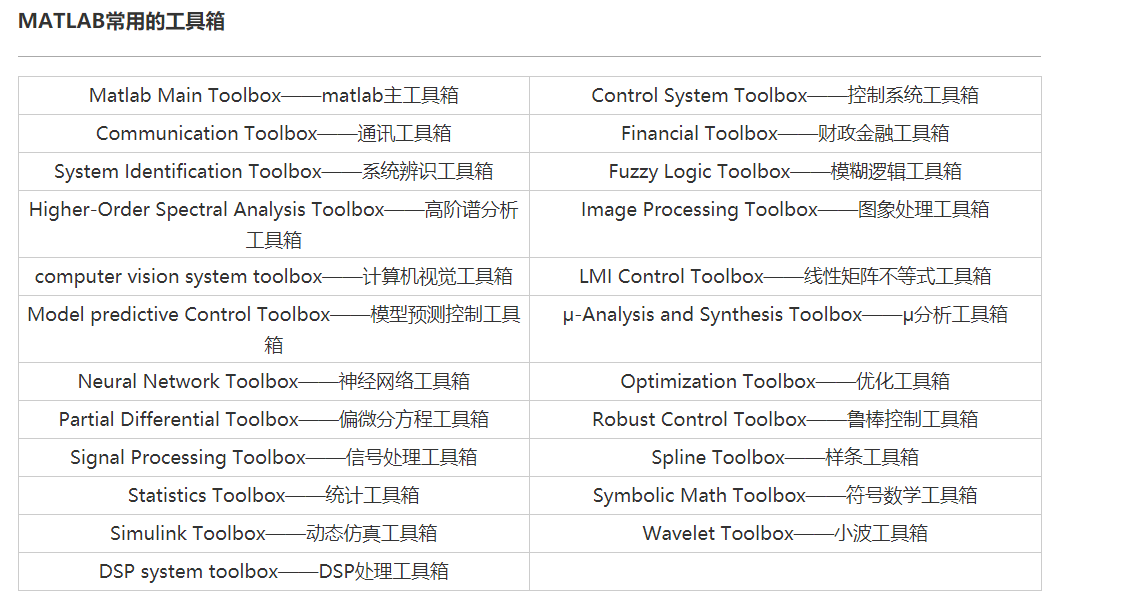 MATLAB常用的工具箱
Matlab Main Toolbox——matlab主工具箱
Control System Toolbox——控制系统工具箱
Communication Toolbox——通讯工具箱
Financial Toolbox——财政金融工具箱
System Identification Toolbox——系统辨识工具箱
Fuzzy Logic Toolbox——模糊逻辑工具箱
Higher-Order Spectral Analysis Toolbox——高阶谱分析
工具箱
Image Processing Toolbox——图象处理工具箱
computer vision system toolbox——计算机视觉工具箱
LMI Control Toolbox——线性矩阵不等式工具箱
Model predictive Control Toolbox——模型预测控制工具
箱
μ-Analysis and Synthesis Toolbox——μ分析工具箱
Neural Network Toolbox——神经网络工具箱
Optimization Toolbox——优化工具箱
Partial Differential Toolbox——偏微分方程工具箱
Robust Control Toolbox——鲁棒控制工具箱
Signal Processing Toolbox——信号处理工具箱
Spline Toolbox——样条工具箱
Statistics Toolbox——统计工具箱
Symbolic Math Toolbox——符号数学工具箱
Simulink Toolbox——动态仿真工具箱
Wavelet Toolbox——小波工具箱
DSP system toolbox——DSP处理工具箱